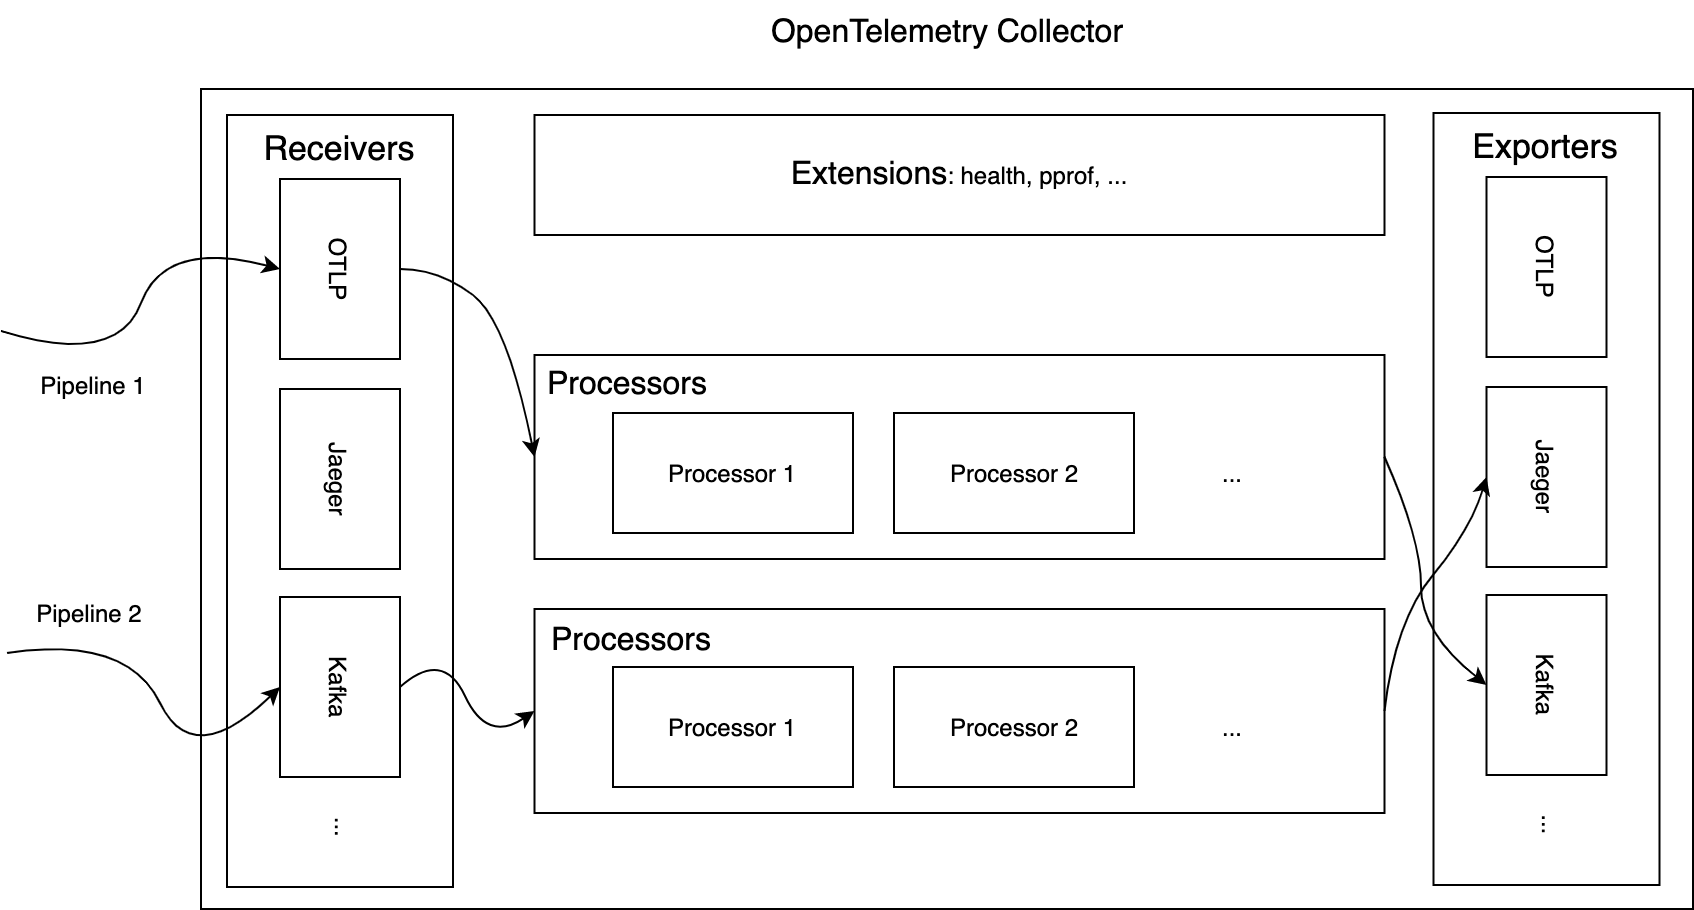 OpenTelemetry Collector
Receivers
OTLP
Jaeger
Kafka
...
Pipeline 1
Pipeline 2
Extensions: health, pprof, ...
Processors
Processor 1
Processor 2
...
Processors
Processor 1
Processor 2
...
Exporters
OTLP
Jaeger
Kafka
...